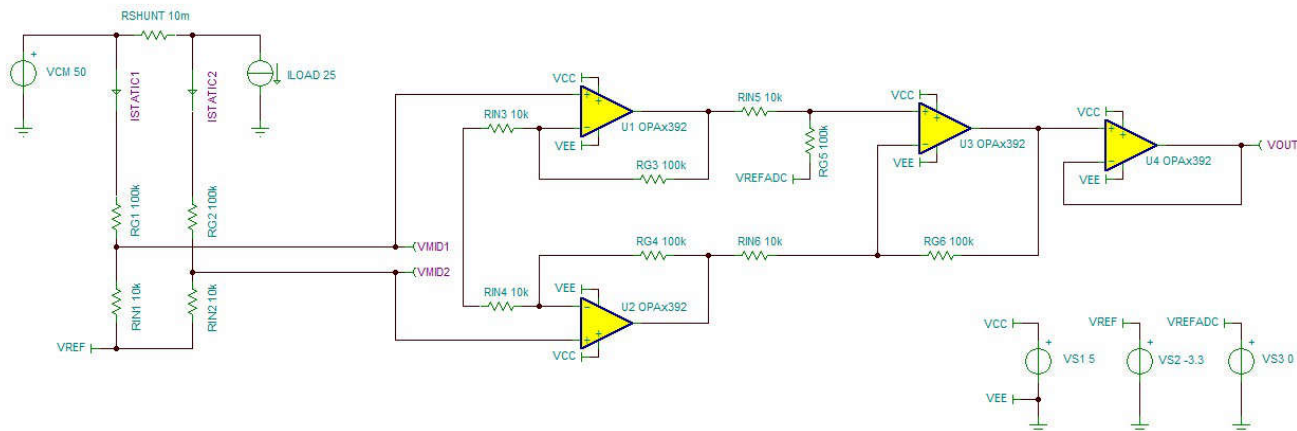 RSHUNT 10m
VCM 50
ISTATIC1
ISTATIC2
ILOAD 25
RG1 100k
RG2 100k
RIN1 10k
RIN2 10k
VREF
VMID1
VMID2
VCC
U1 OPAx392
VEE
RIN3 10k
RG3 100k
RIN4 10k
RG4 100k
VEE
U2 OPAx392
VCC
RIN5 10k
RG5 100k
VREFADC
RIN6 10k
VCC
U3 OPAx392
VEE
RG6 100k
VCC
U4 OPAx392
VEE
VOUT
VCC
VS1 5
VEE
VREF
VS2 -3.3
VREFADC
VS3 0